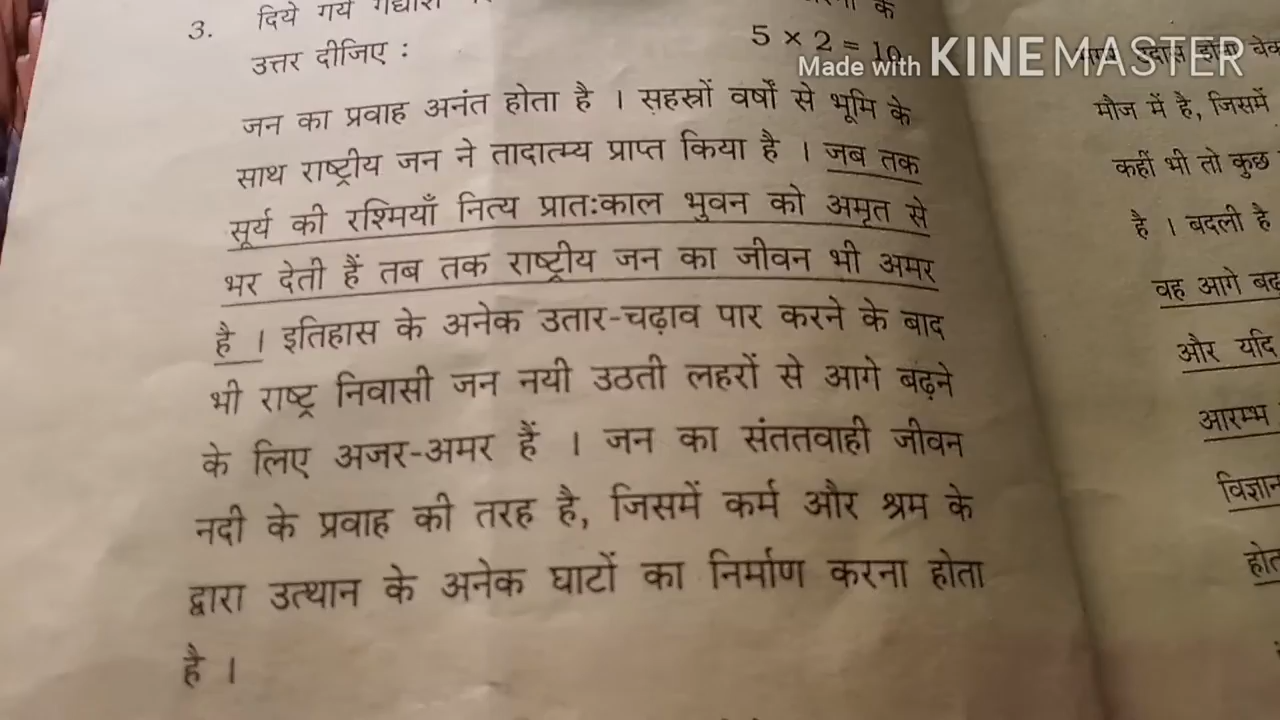 3. दिये गये
के
उत्तर दीजिए :
5 × 2 = 10
Made with KINEMASTER
जन का प्रवाह अनंत होता है । सहस्रों वर्षों से भूमि के
साथ राष्ट्रीय जन ने तादात्म्य प्राप्त किया है । जब तक
सूर्य की रश्मियाँ नित्य प्रातःकाल भुवन को अमृत से
भर देती हैं तब तक राष्ट्रीय जन का जीवन भी अमर
है । इतिहास के अनेक उतार-चढ़ाव पार करने के बाद
भी राष्ट्र निवासी जन नयी उठती लहरों से आगे बढ़ने
के लिए अजर-अमर हैं । जन का संततवाही जीवन
नदी के प्रवाह की तरह है, जिसमें कर्म और श्रम के
द्वारा उत्थान के अनेक घाटों का निर्माण करना होता
है ।
मौज में है, जिसमें
कहीं भी तो कुछ
है । बदली है
वह आगे बढ़
और यदि
आरम्भ
विज्ञान